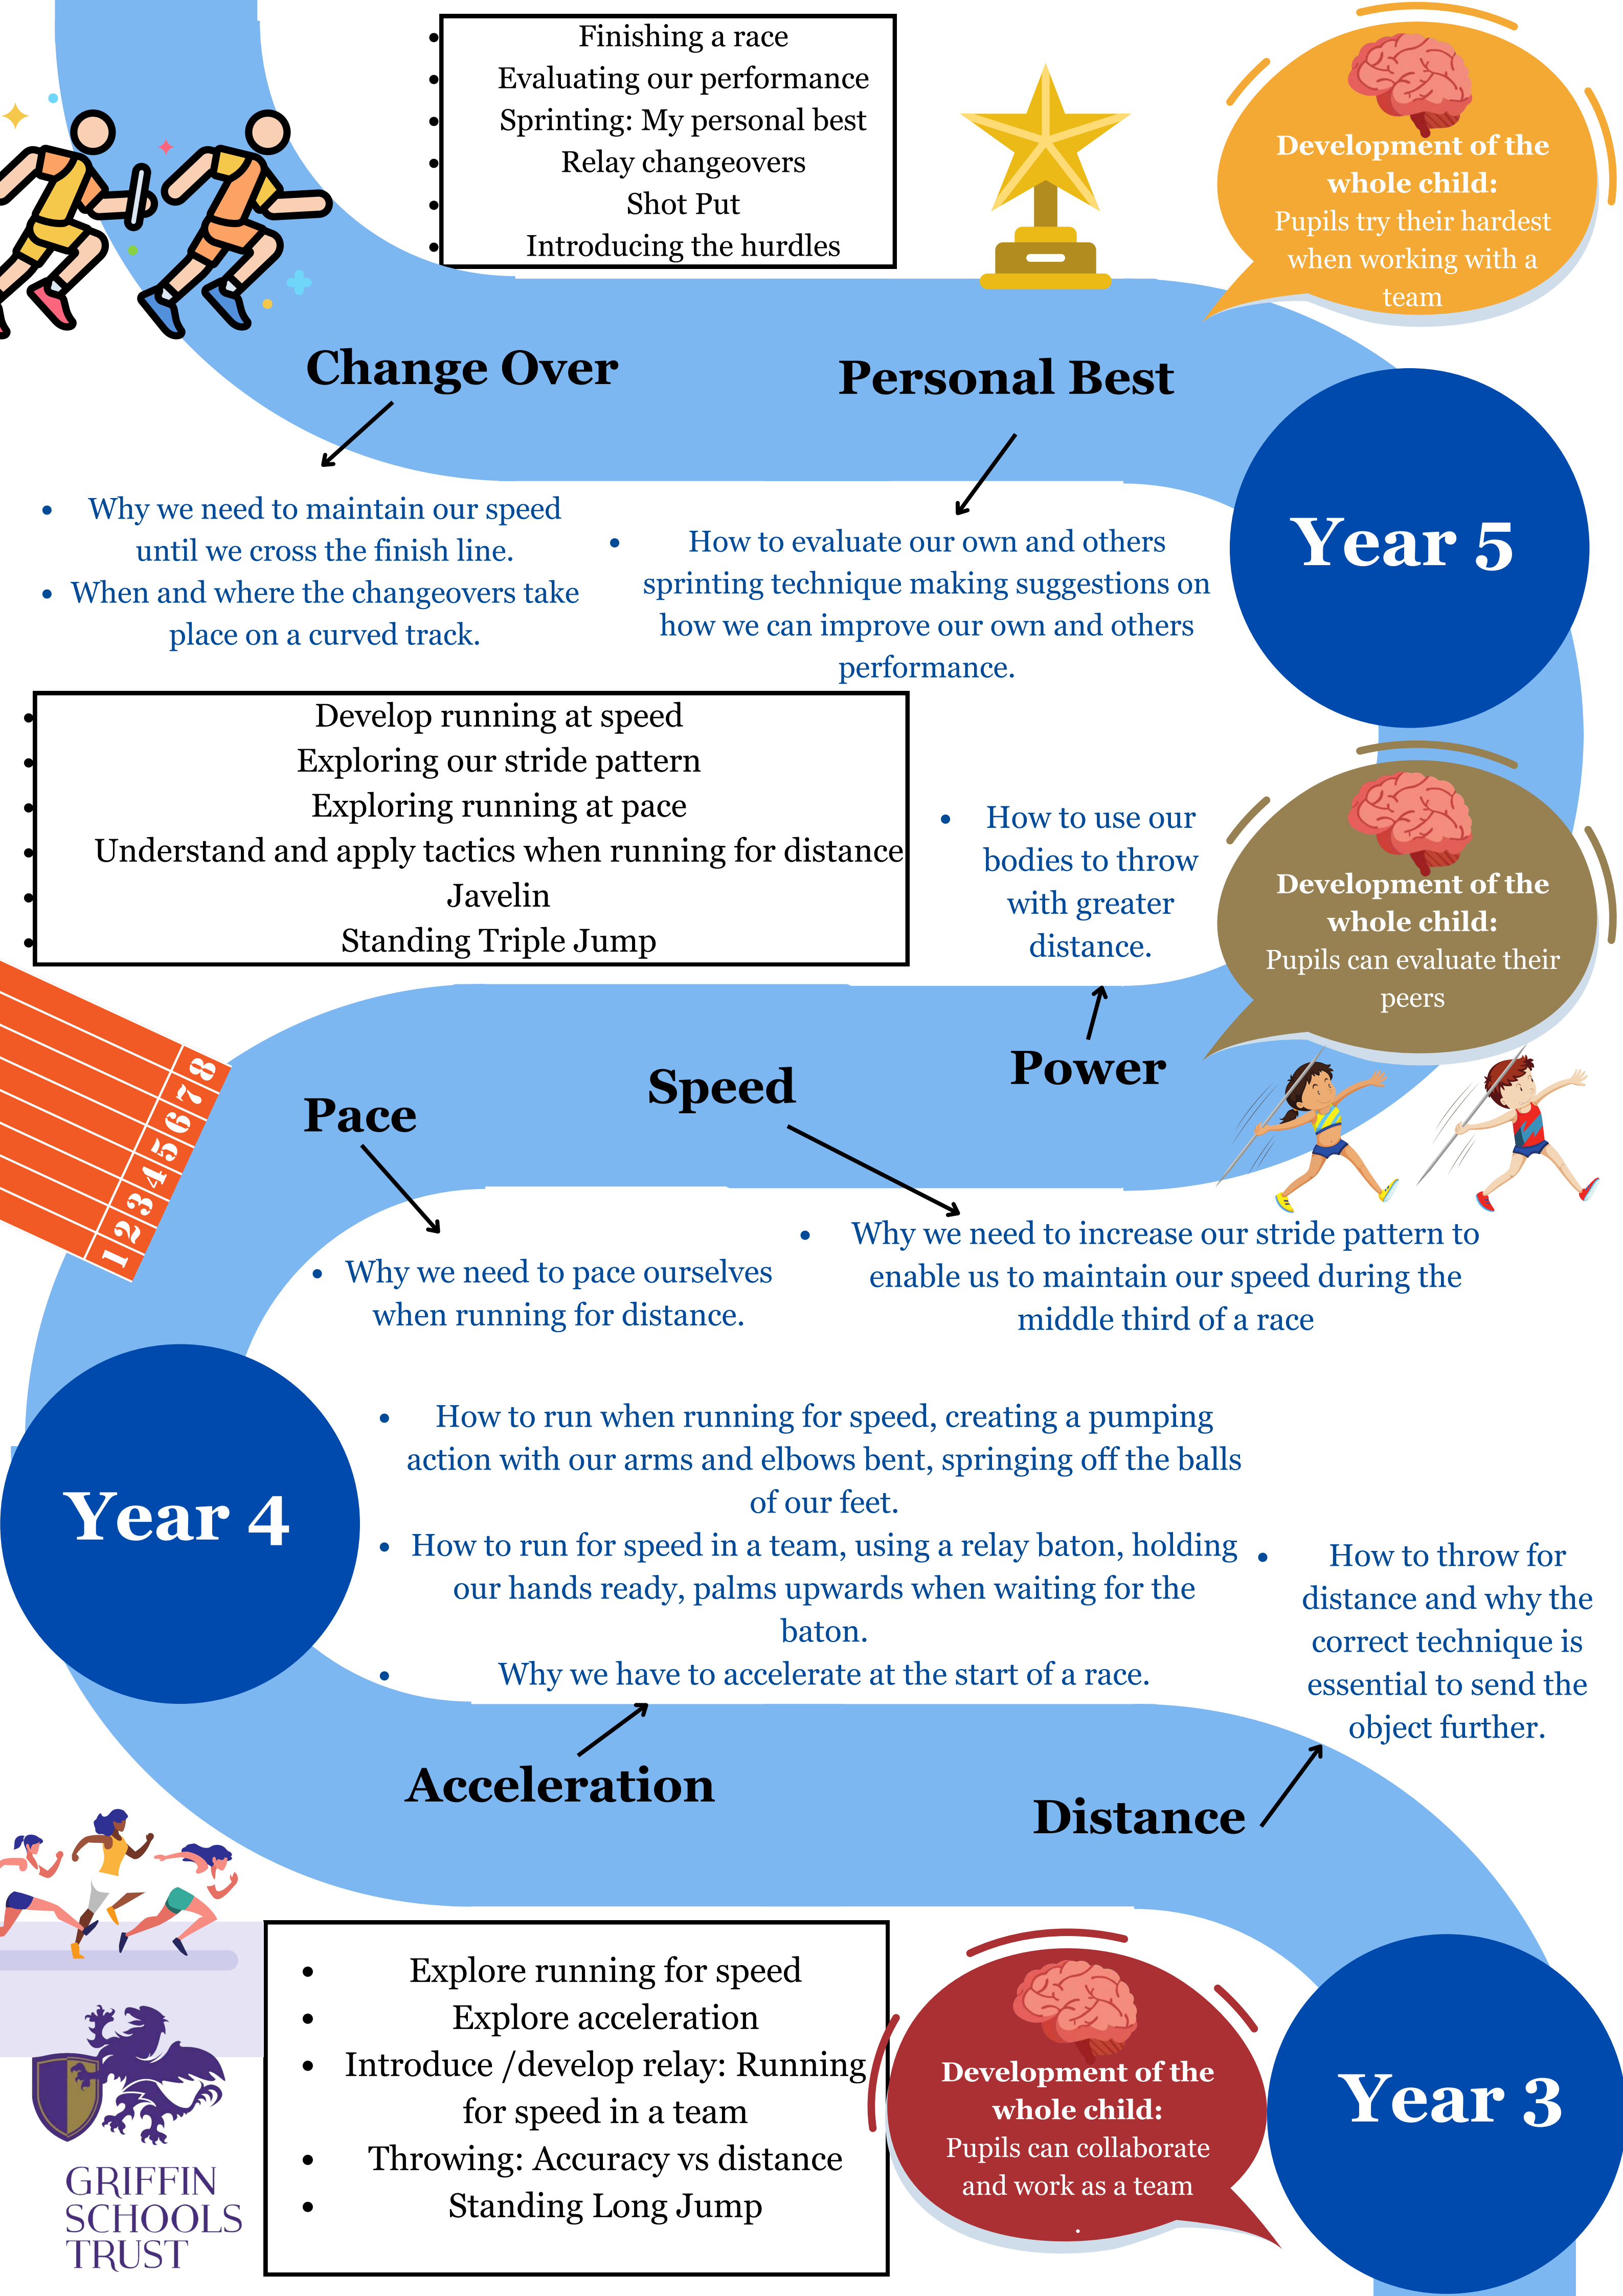 • Finishing a race
• Evaluating our performance
• Sprinting: My personal best
• Relay changeovers
• Shot Put
• Introducing the hurdles
Development of the
whole child:
Pupils try their hardest
when working with a
team
Change Over
Personal Best
Year 5
• Why we need to maintain our speed
until we cross the finish line.
• When and where the changeovers take
place on a curved track.
• How to evaluate our own and others
sprinting technique making suggestions on
how we can improve our own and others
performance.
• Develop running at speed
• Exploring our stride pattern
• Exploring running at pace
• Understand and apply tactics when running for distance
• Javelin
• Standing Triple Jump
• How to use our
bodies to throw
with greater
distance.
Development of the
whole child:
Pupils can evaluate their
peers
Pace
Speed
Power
1 2 3 4 5 6 7 8
• Why we need to pace ourselves
when running for distance.
• Why we need to increase our stride pattern to
enable us to maintain our speed during the
middle third of a race
Year 4
• How to run when running for speed, creating a pumping
action with our arms and elbows bent, springing off the balls
of our feet.
• How to run for speed in a team, using a relay baton, holding
our hands ready, palms upwards when waiting for the
baton.
• Why we have to accelerate at the start of a race.
• How to throw for
distance and why the
correct technique is
essential to send the
object further.
Acceleration
Distance
• Explore running for speed
• Explore acceleration
• Introduce /develop relay: Running
for speed in a team
• Throwing: Accuracy vs distance
• Standing Long Jump
Development of the
whole child:
Pupils can collaborate
and work as a team
.
Year 3
GRIFFIN
SCHOOLS
TRUST